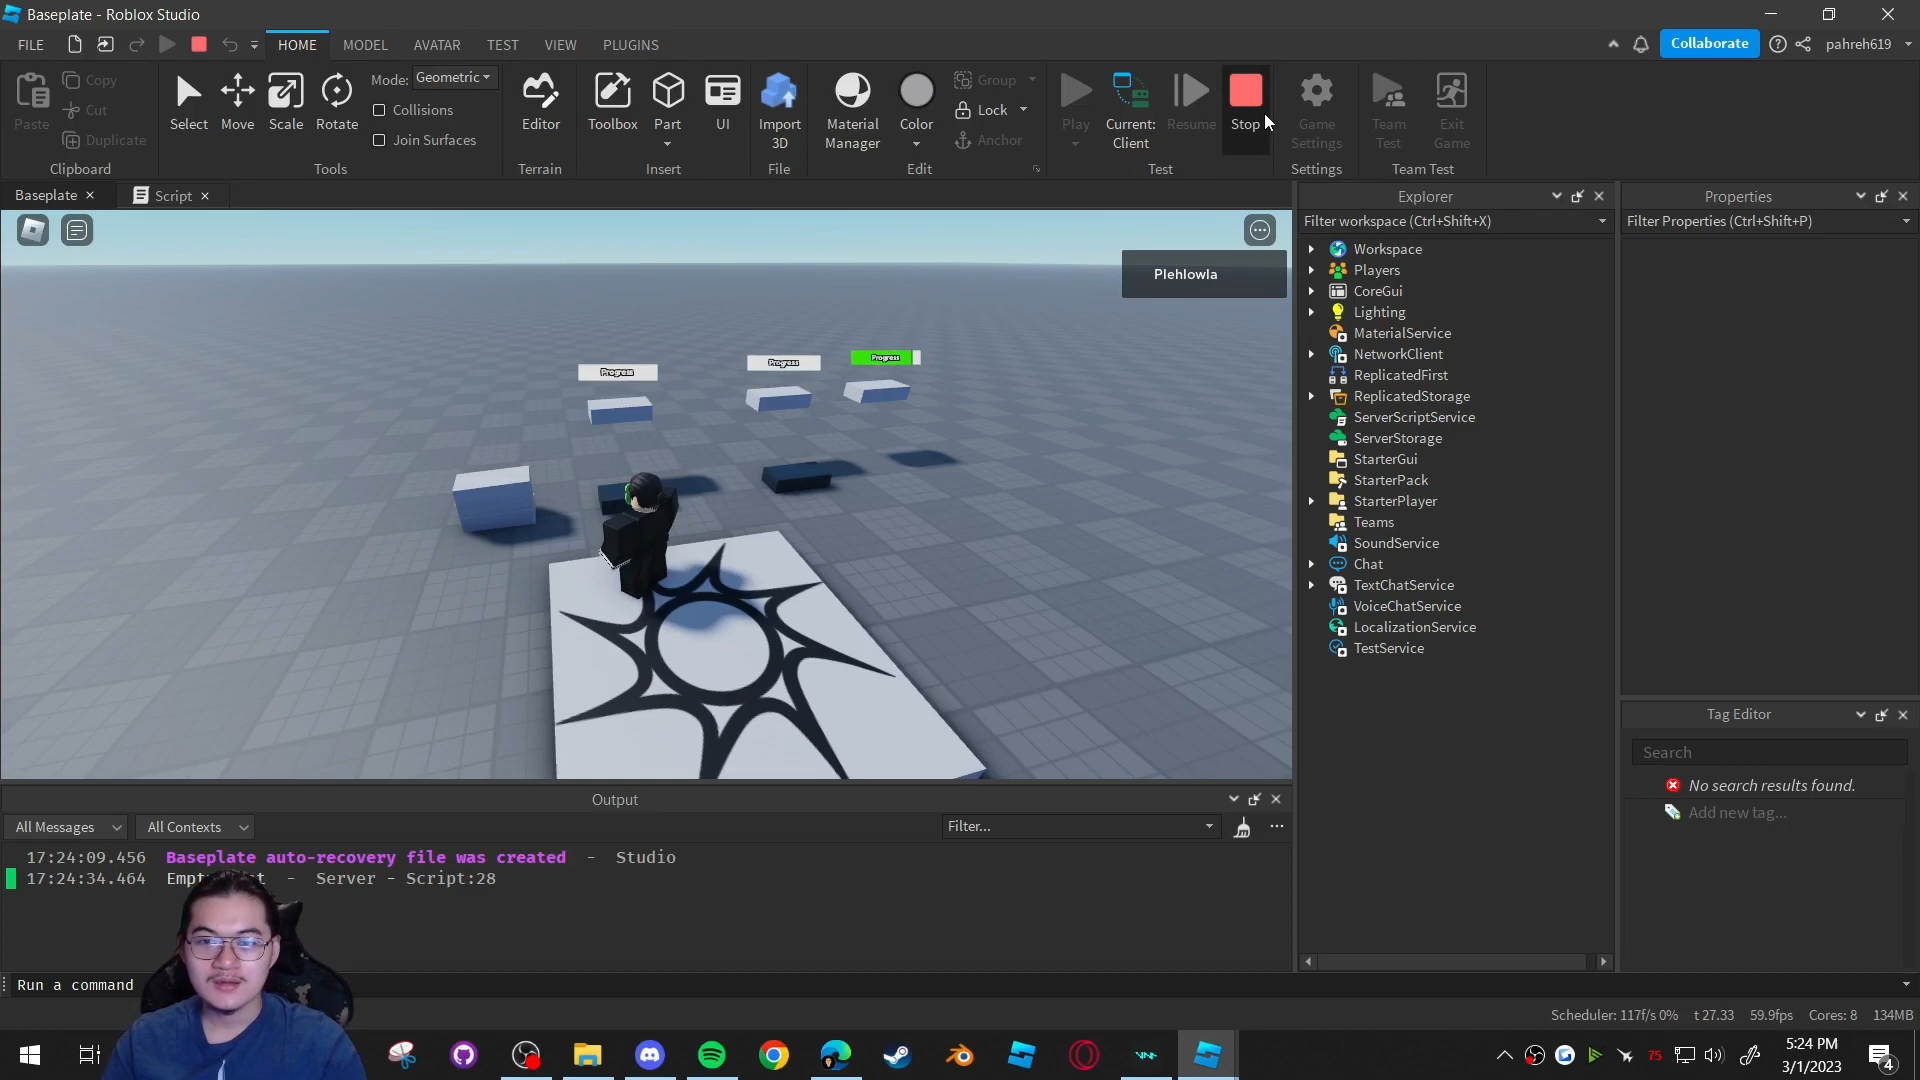 Baseplate - Roblox Studio
FILE HOME MODEL AVATAR TEST VIEW PLUGINS Collaborate pahreh619
Paste Copy Cut Duplicate Clipboard
Select Move Scale Rotate Mode: Geometric Collisions Join Surfaces Tools
Editor Terrain
Toolbox Part UI Insert
Import 3D File
Material Manager Color Group Lock Anchor Edit
Play Current: Client Resume Stop Test
Game Settings Settings
Team Test Exit Game Team Test
Baseplate Script
Explorer
Filter workspace (Ctrl+Shift+X)
Workspace
Players
CoreGui
Lighting
MaterialService
NetworkClient
ReplicatedFirst
ReplicatedStorage
ServerScriptService
ServerStorage
StarterGui
StarterPack
StarterPlayer
Teams
SoundService
Chat
TextChatService
VoiceChatService
LocalizationService
TestService
Properties
Filter Properties (Ctrl+Shift+P)
Tag Editor
Search
No search results found.
Add new tag...
Plehlowla
Progress
Progress
Progress
Output
All Messages All Contexts Filter...
17:24:09.456 Baseplate auto-recovery file was created - Studio
17:24:34.464 - Server - Script:28
Run a command
Scheduler: 117f/s 0% t 27.33 59.9fps Cores: 8 134MB
75
5:24 PM
3/1/2023
4